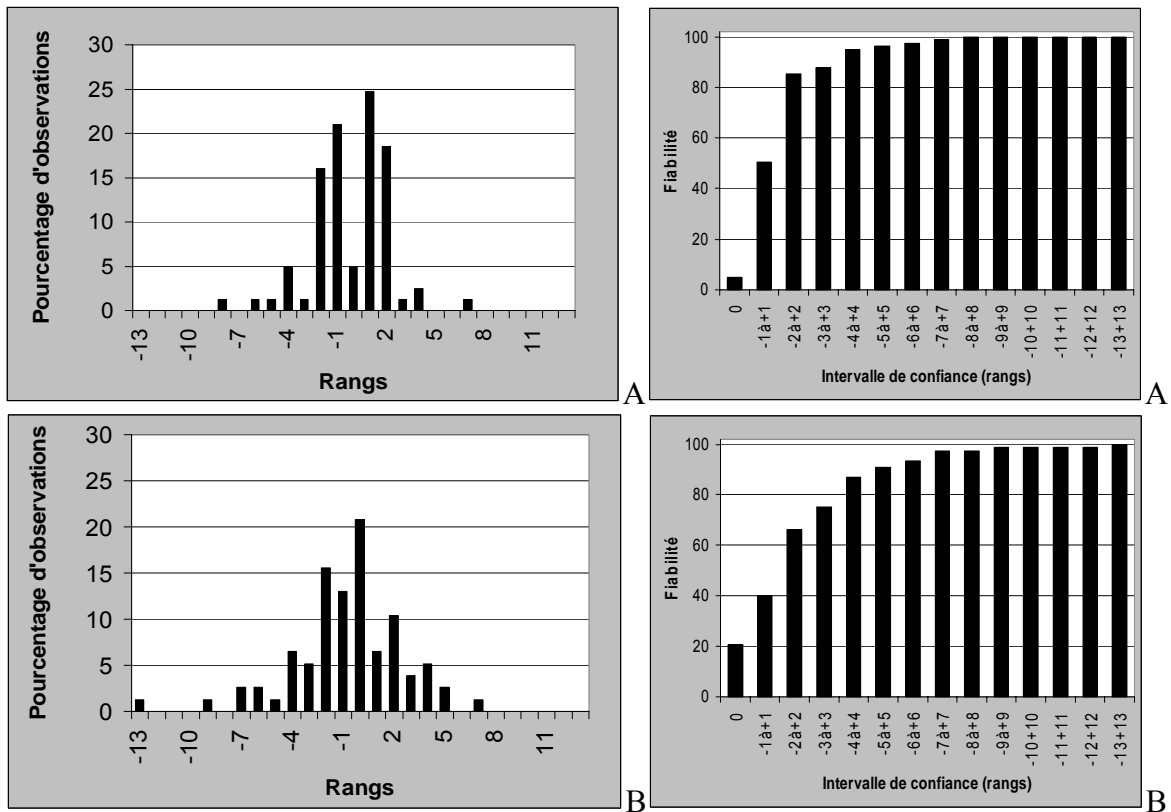 Pourcentage d'observations
30
25
20
15
10
5
0
-13
-10
-7
-4
-1
2
5
8
11
Rangs
A
Fiabilité
100
80
60
40
20
0
0
-1à+1
-2à+2
-3à+3
-4à+4
-5à+5
-6à+6
-7à+7
-8à+8
-9à+9
-10+10
-11+11
-12+12
-13+13
Intervalle de confiance (rangs)
A
Pourcentage d'observations
30
25
20
15
10
5
0
-13
-10
-7
-4
-1
2
5
8
11
Rangs
B
Fiabilité
100
80
60
40
20
0
0
-1à+1
-2à+2
-3à+3
-4à+4
-5à+5
-6à+6
-7à+7
-8à+8
-9à+9
-10+10
-11+11
-12+12
-13+13
Intervalle de confiance (rangs)
B